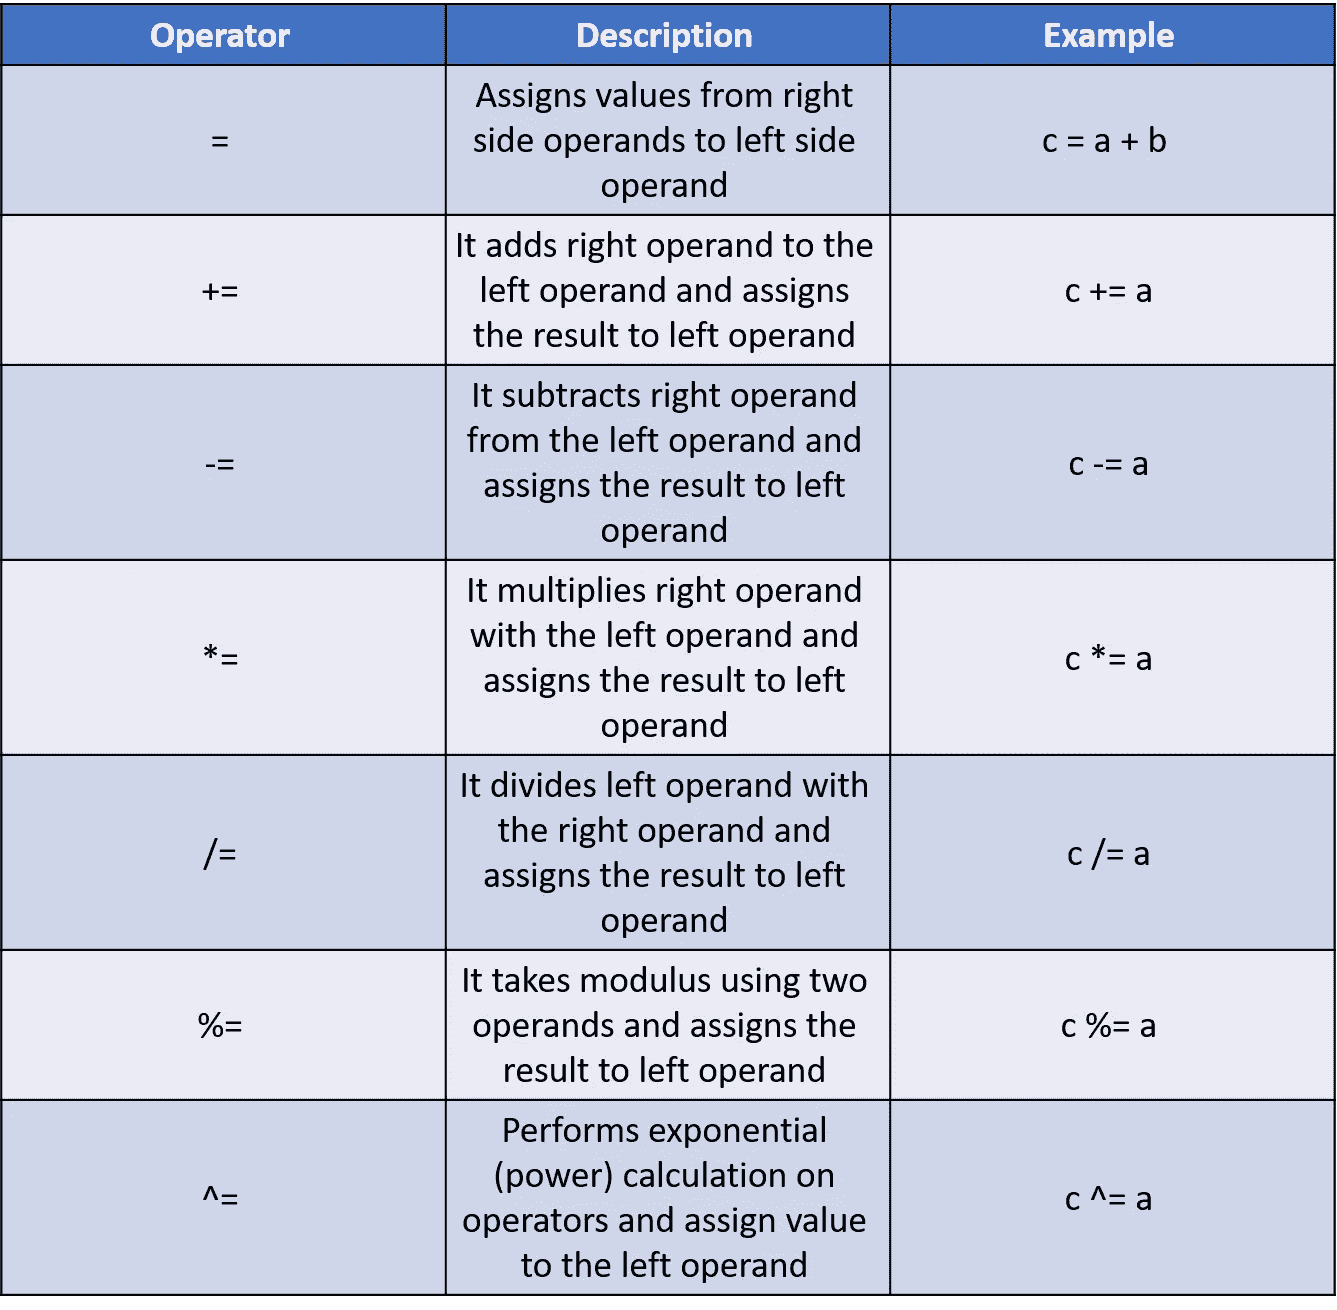 Operator Description Example
=
Assigns values from right
side operands to left side
operand
c = a + b
+=
It adds right operand to the
left operand and assigns
the result to left operand
c += a
-=
It subtracts right operand
from the left operand and
assigns the result to left
operand
c -= a
*=
It multiplies right operand
with the left operand and
assigns the result to left
operand
c *= a
/=
It divides left operand with
the right operand and
assigns the result to left
operand
c /= a
%=
It takes modulus using two
operands and assigns the
result to left operand
c %= a
^=
Performs exponential
(power) calculation on
operators and assign value
to the left operand
c ^= a